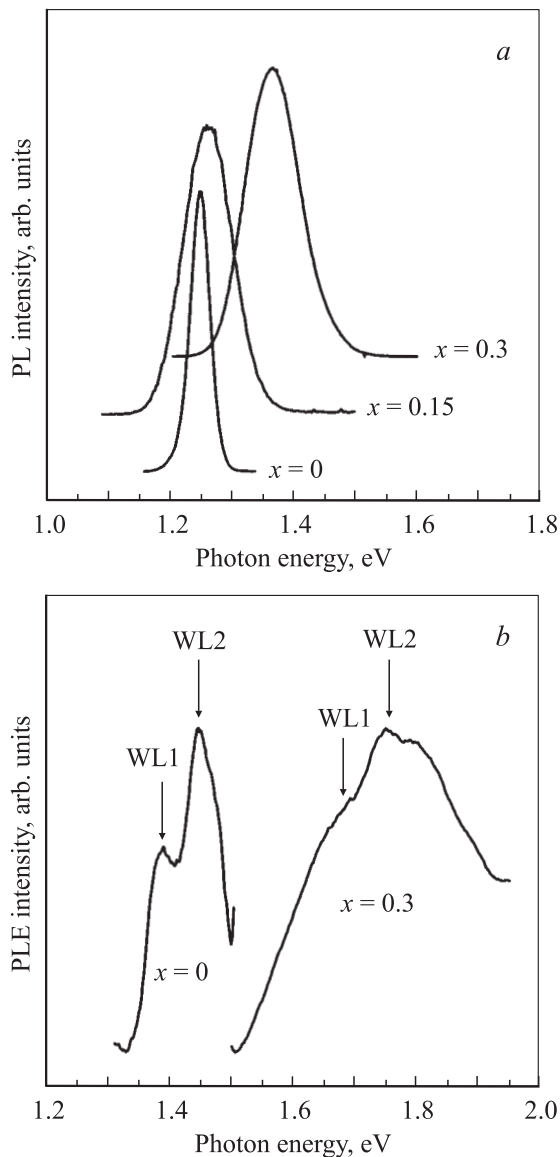 a
PL intensity, arb. units
x = 0.3
x = 0.15
x = 0
1.0 1.2 1.4 1.6 1.8
Photon energy, eV
b
WL2 WL2
WL1
WL1
PLE intensity, arb. units
x = 0.3
x = 0
1.2 1.4 1.6 1.8 2.0
Photon energy, eV